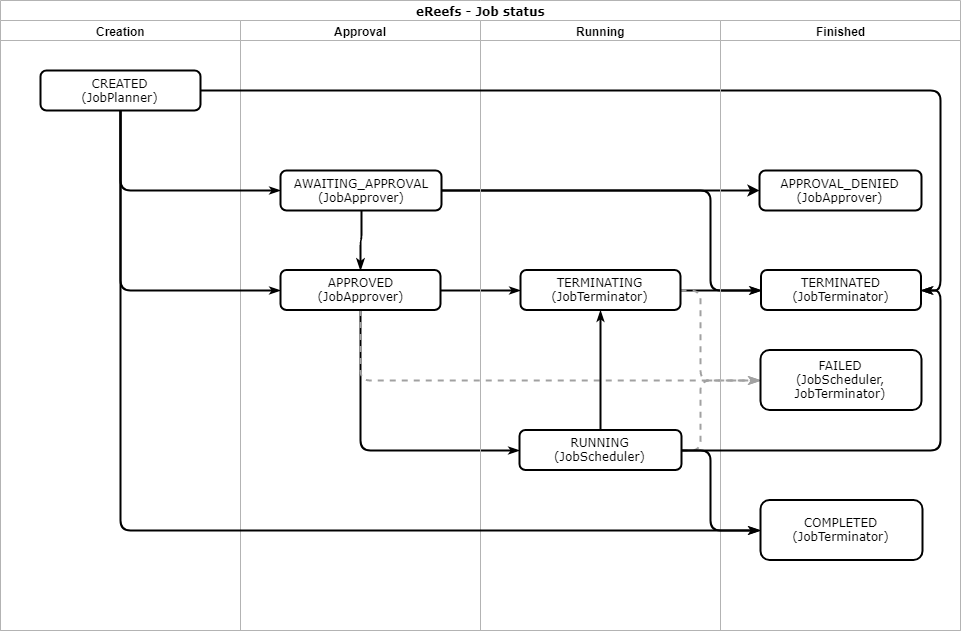 eReefs - Job status
Creation
Approval
Running
Finished
CREATED
(JobPlanner)
AWAITING_APPROVAL
(JobApprover)
APPROVAL_DENIED
(JobApprover)
APPROVED
(JobApprover)
TERMINATING
(JobTerminator)
TERMINATED
(JobTerminator)
FAILED
(JobScheduler,
JobTerminator)
RUNNING
(JobScheduler)
COMPLETED
(JobTerminator)